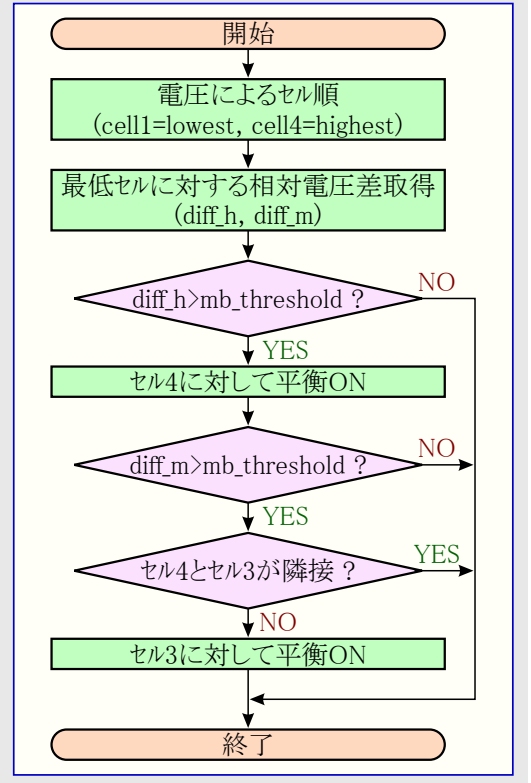 開始
電圧によるｾﾙ順
(cell1=lowest, cell4=highest)
最低ｾﾙに対する相対電圧差取得
(diff_h, diff_m)
diff_h>mb_threshold ?
NO
YES
ｾﾙ4に対して平衡ON
diff_m>mb_threshold ?
NO
YES
ｾﾙ4とｾﾙ3が隣接 ?
YES
NO
ｾﾙ3に対して平衡ON
終了